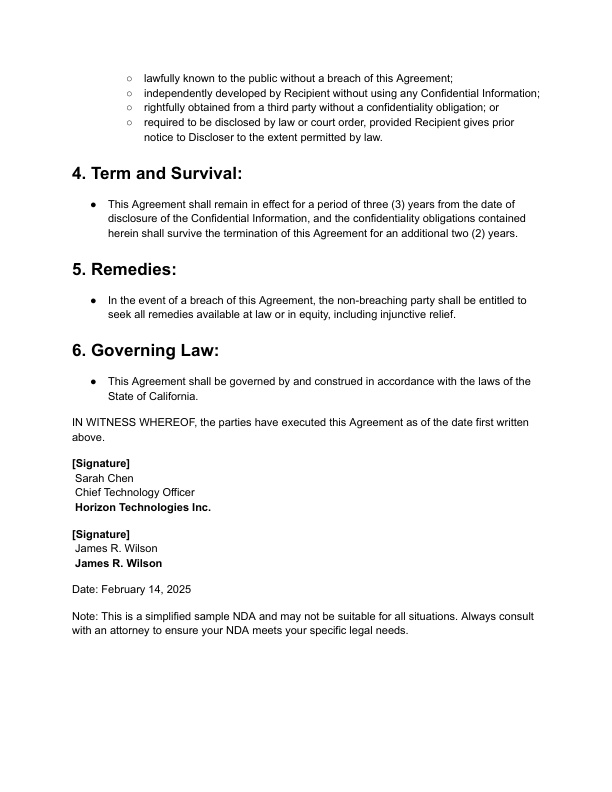 ○ lawfully known to the public without a breach of this Agreement;
○ independently developed by Recipient without using any Confidential Information;
○ rightfully obtained from a third party without a confidentiality obligation; or
○ required to be disclosed by law or court order, provided Recipient gives prior
notice to Discloser to the extent permitted by law.
4. Term and Survival:
● This Agreement shall remain in effect for a period of three (3) years from the date of
disclosure of the Confidential Information, and the confidentiality obligations contained
herein shall survive the termination of this Agreement for an additional two (2) years.
5. Remedies:
● In the event of a breach of this Agreement, the non-breaching party shall be entitled to
seek all remedies available at law or in equity, including injunctive relief.
6. Governing Law:
● This Agreement shall be governed by and construed in accordance with the laws of the
State of California.
IN WITNESS WHEREOF, the parties have executed this Agreement as of the date first written
above.
[Signature]
Sarah Chen
Chief Technology Officer
Horizon Technologies Inc.
[Signature]
James R. Wilson
James R. Wilson
Date: February 14, 2025
Note: This is a simplified sample NDA and may not be suitable for all situations. Always consult
with an attorney to ensure your NDA meets your specific legal needs.